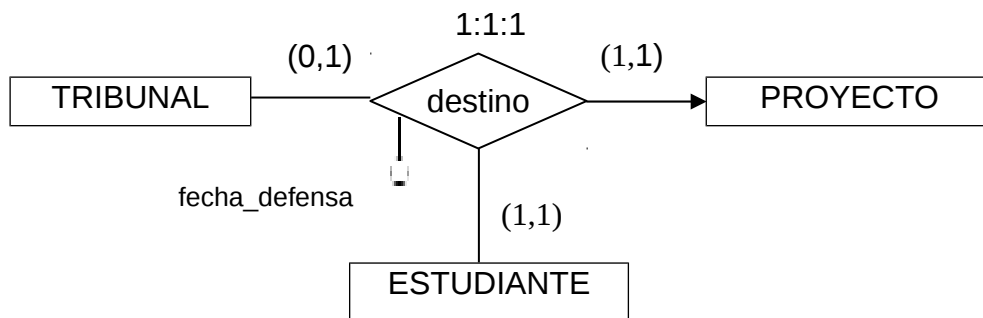 1:1:1
(0,1)
(1,1)
TRIBUNAL
destino
PROYECTO
fecha_defensa
(1,1)
ESTUDIANTE